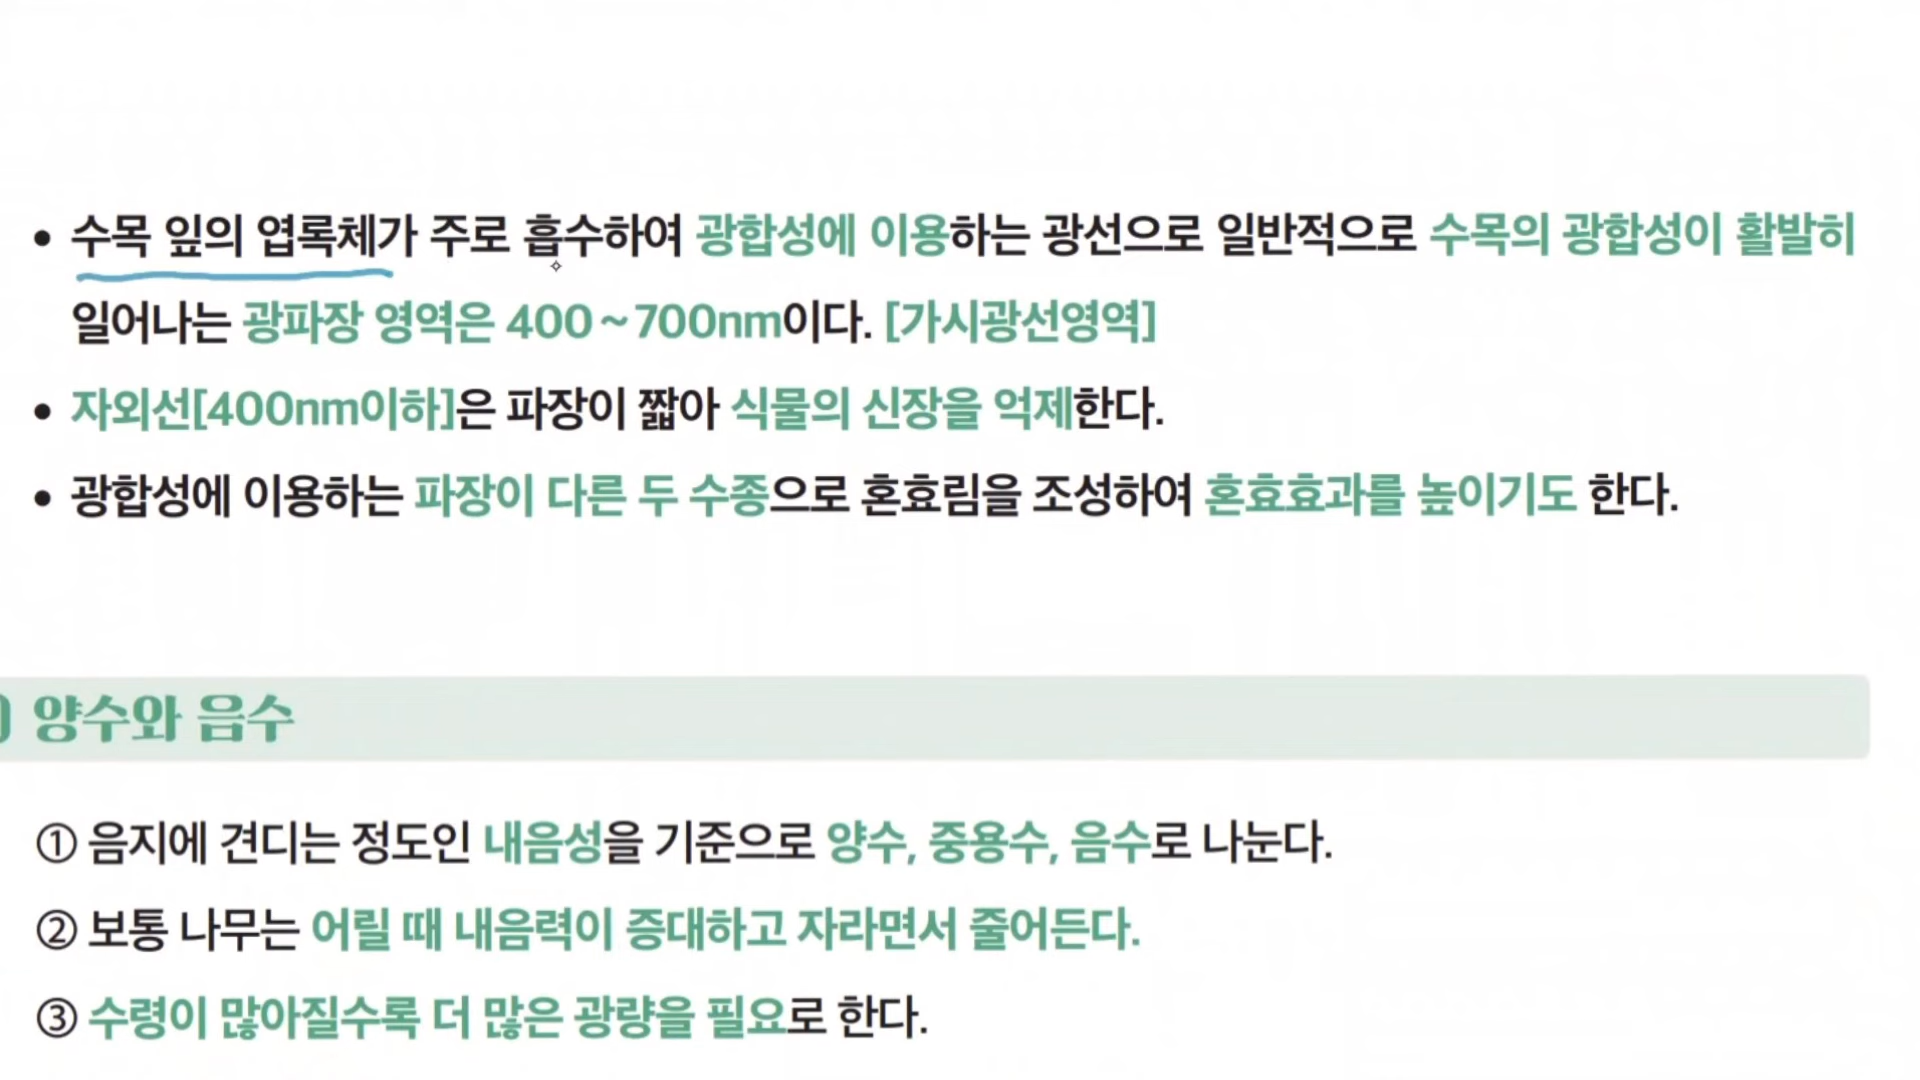 • 수목 잎의 엽록체가 주로 흡수하여 광합성에 이용하는 광선으로 일반적으로 수목의 광합성이 활발히
일어나는 광파장 영역은 400~700nm이다. [가시광선영역]
• 자외선[400nm이하]은 파장이 짧아 식물의 신장을 억제한다.
• 광합성에 이용하는 파장이 다른 두 수종으로 혼효림을 조성하여 혼효효과를 높이기도 한다.
) 양수와 음수
① 음지에 견디는 정도인 내음성을 기준으로 양수, 중용수, 음수로 나눈다.
② 보통 나무는 어릴 때 내음력이 증대하고 자라면서 줄어든다.
③ 수령이 많아질수록 더 많은 광량을 필요로 한다.